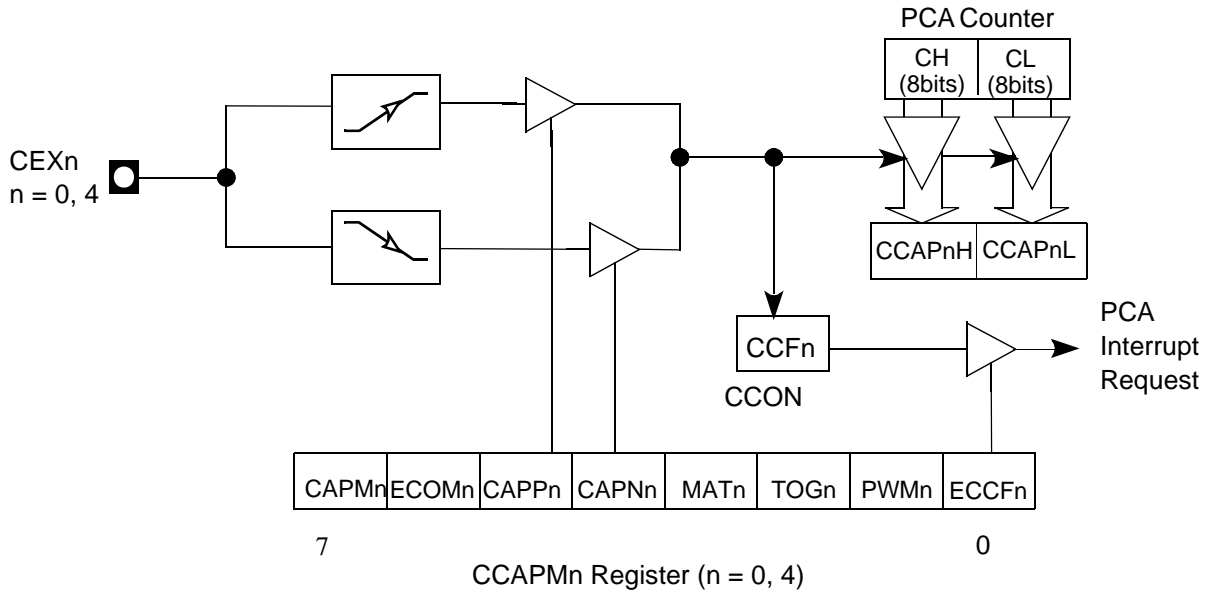 PCA Counter
CH
(8bits)
CL
(8bits)
CEXn
n = 0, 4
CCAPnH
CCAPnL
CCFn
CCON
PCA
Interrupt
Request
CAPMn
ECOMn
CAPPn
CAPNn
MATn
TOGn
PWMn
ECCFn
7
0
CCAPMn Register (n = 0, 4)